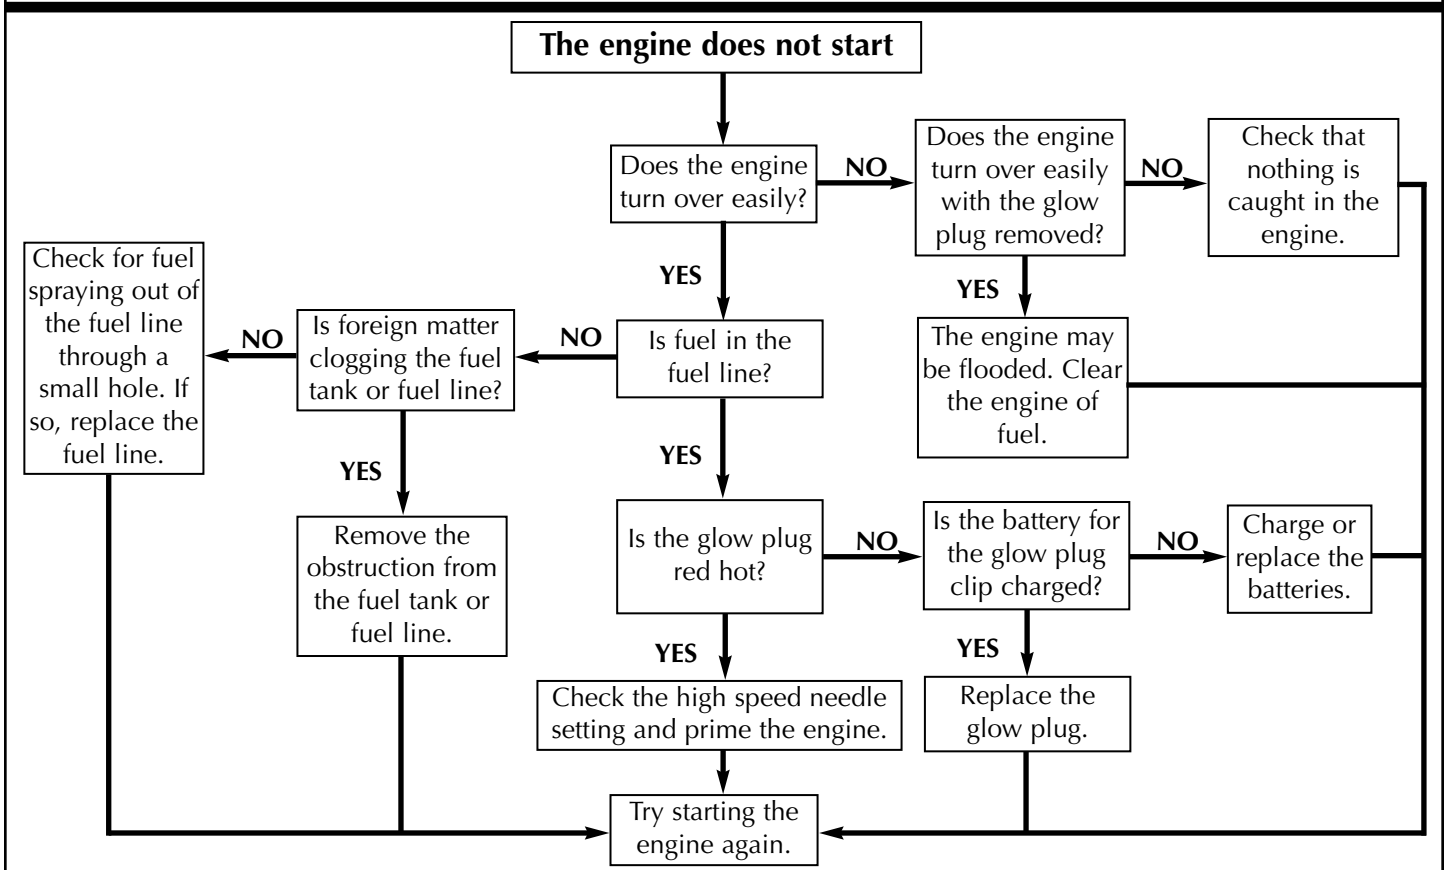 The engine does not start
Does the engine
turn over easily?
NO
Does the engine
turn over easily
with the glow
plug removed?
NO
Check that
nothing is
caught in the
engine.
YES
YES
The engine may
be flooded. Clear
the engine of
fuel.
Is fuel in the
fuel line?
NO
Is foreign matter
clogging the fuel
tank or fuel line?
NO
Check for fuel
spraying out of
the fuel line
through a
small hole. If
so, replace the
fuel line.
YES
Remove the
obstruction from
the fuel tank or
fuel line.
YES
Is the glow plug
red hot?
NO
Is the battery for
the glow plug
clip charged?
NO
Charge or
replace the
batteries.
YES
Replace the
glow plug.
YES
Check the high speed needle
setting and prime the engine.
Try starting the
engine again.